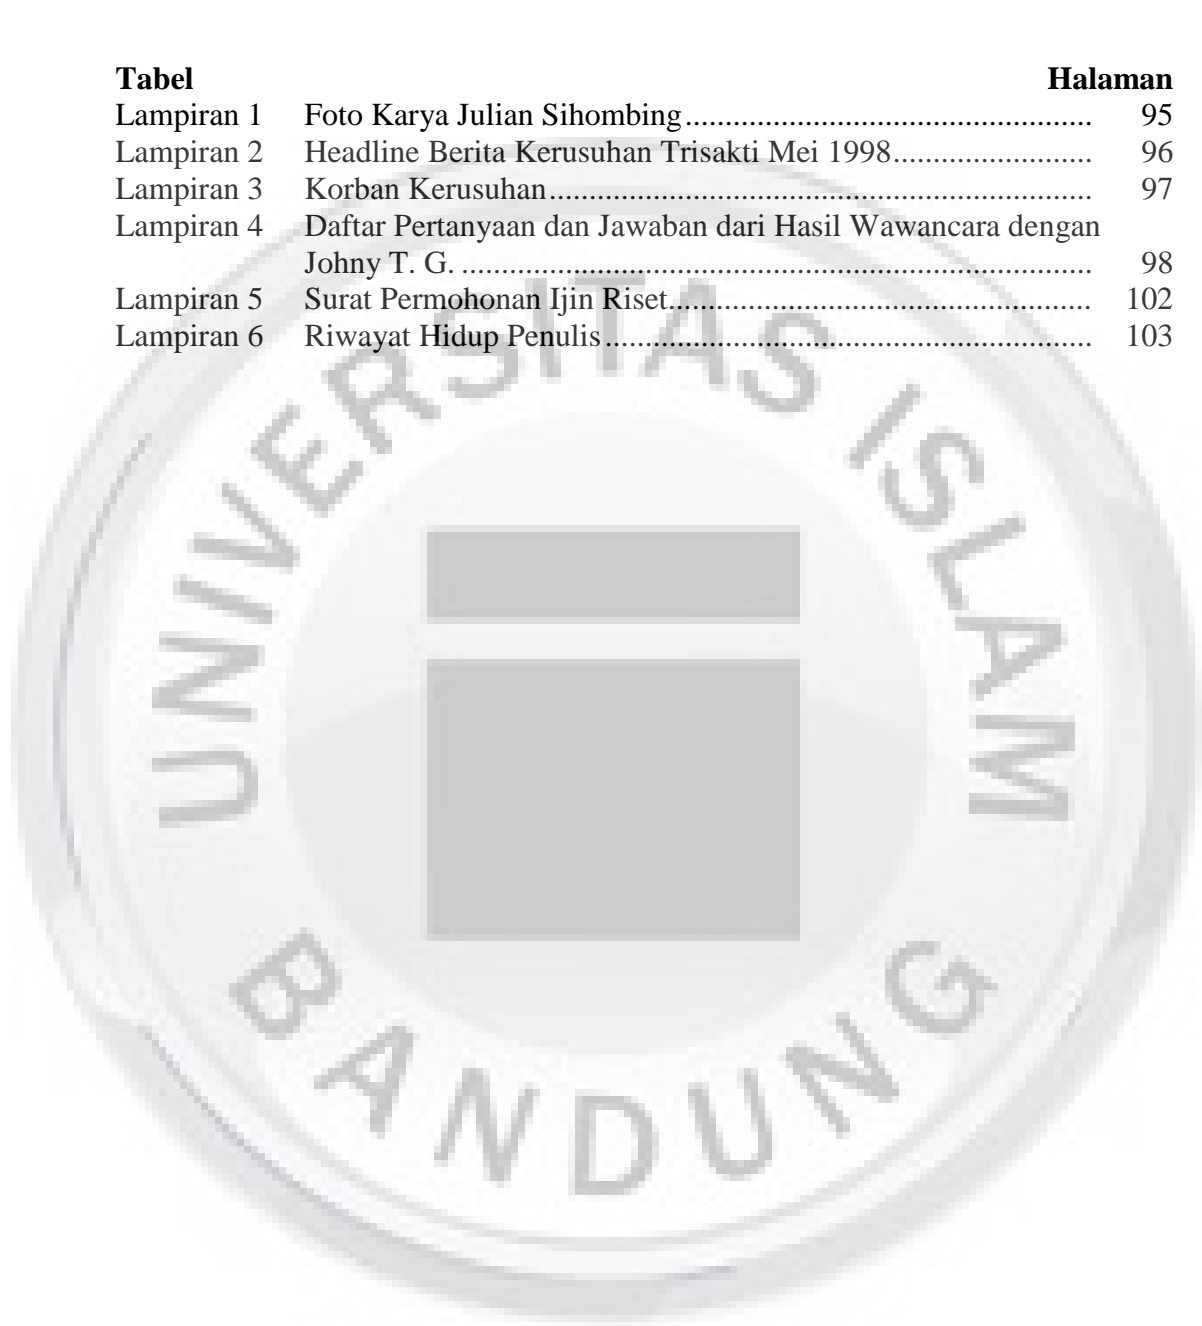 Tabel Halaman
Lampiran 1 Foto Karya Julian Sihombing.................................................. 95
Lampiran 2 Headline Berita Kerusuhan Trisakti Mei 1998......................... 96
Lampiran 3 Korban Kerusuhan................................................................... 97
Lampiran 4 Daftar Pertanyaan dan Jawaban dari Hasil Wawancara dengan
Johny T. G. .............................................................................. 98
Lampiran 5 Surat Permohonan Ijin Riset.................................................... 102
Lampiran 6 Riwayat Hidup Penulis............................................................ 103
UNIVERSITAS ISLAM
BANDUNG